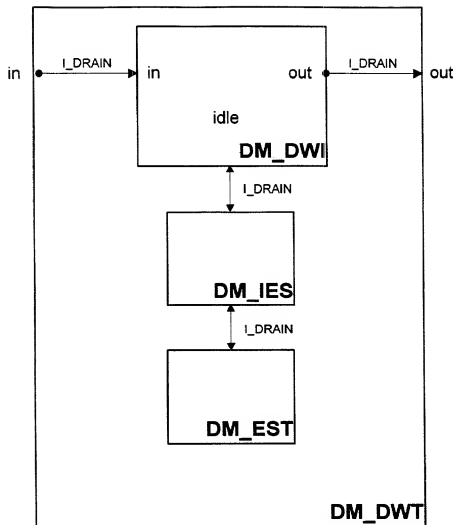 I_DRAIN I_DRAIN
in in out out
idle
DM_DWI
I_DRAIN
DM_IES
I_DRAIN
DM_EST
DM_DWT